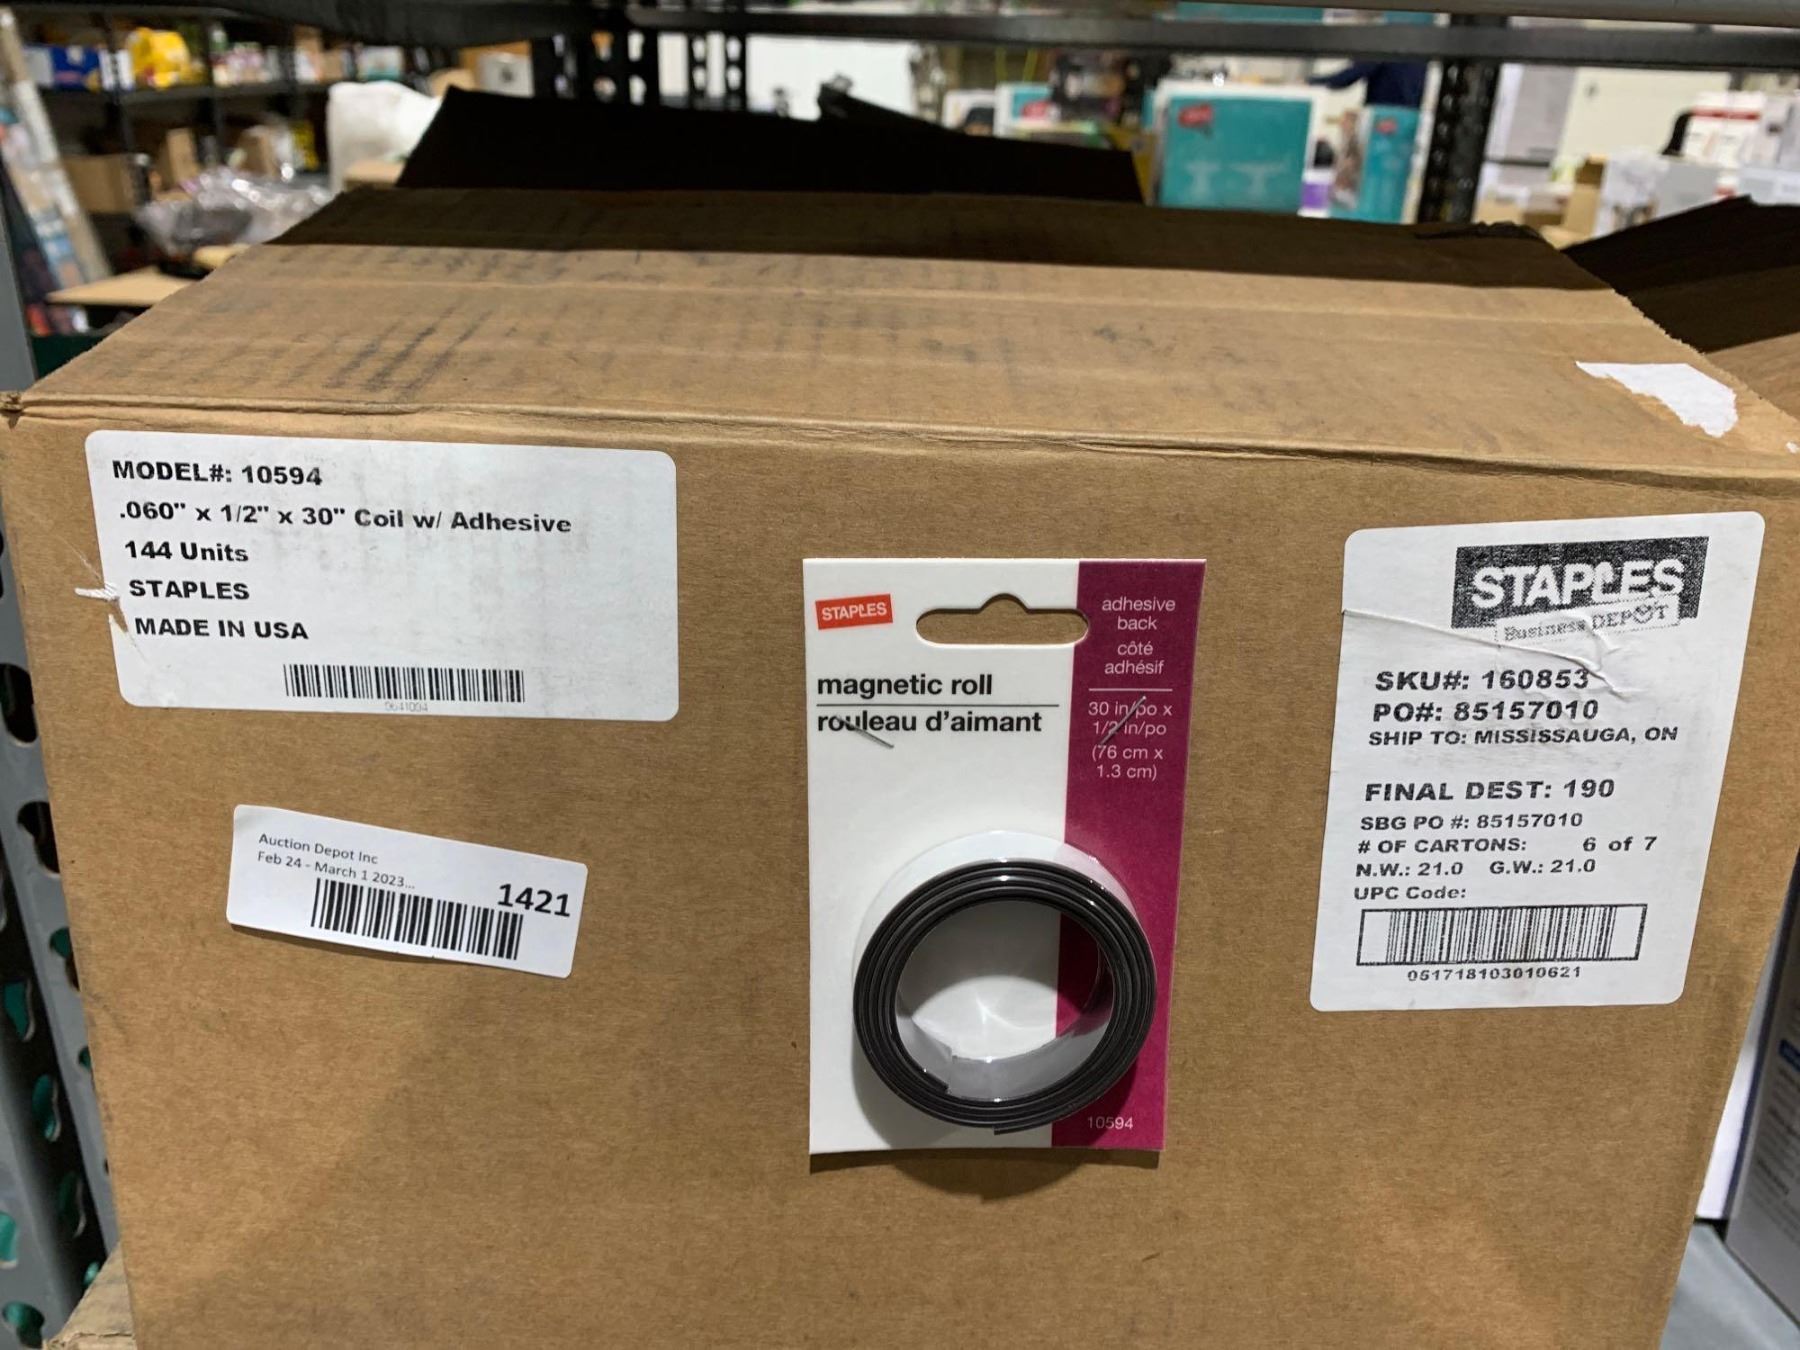 MODEL#: 10594
.060" x 1/2" x 30" Coil w/ Adhesive
144 Units
STAPLES
MADE IN USA
Auction Depot Inc
Feb 24 - March 1 2023...
1421
STAPLES
adhesive
back
côté
adhésif
magnetic roll
rouleau d'aimant
30 in/po x
1/2 in/po
(76 cm x
1.3 cm)
10594
STAPLES
Business DEPOT
SKU#: 160853
PO#: 85157010
SHIP TO: MISSISSAUGA, ON
FINAL DEST: 190
SBG PO #: 85157010
# OF CARTONS: 6 of 7
N.W.: 21.0 G.W.: 21.0
UPC Code:
051718103010621